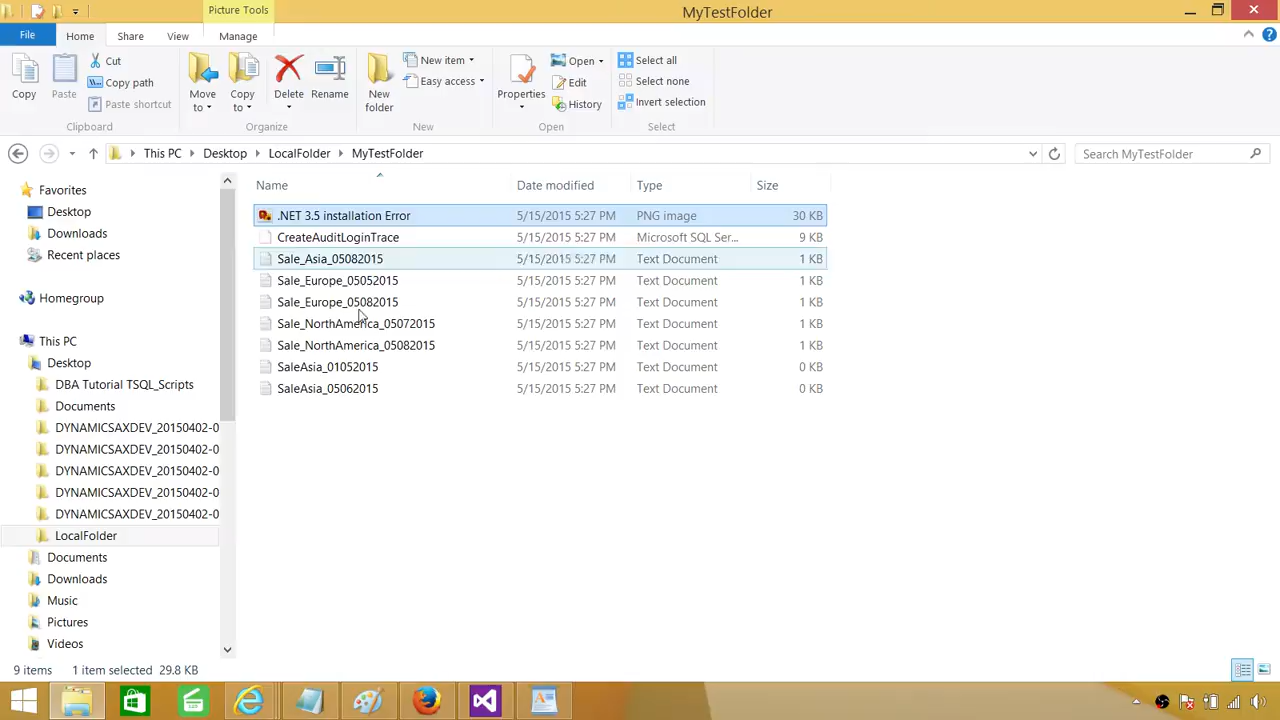 Picture Tools
MyTestFolder
File
Home
Share
View
Manage
Copy
Paste
Cut
Copy path
Paste shortcut
Clipboard
Move to
Copy to
Delete
Rename
Organize
New folder
New item
Easy access
New
Properties
Open
Edit
History
Open
Select all
Select none
Invert selection
Select
This PC
Desktop
LocalFolder
MyTestFolder
Search MyTestFolder
Favorites
Desktop
Downloads
Recent places
Homegroup
This PC
Desktop
DBA Tutorial TSQL_Scripts
Documents
DYNAMICSAXDEV_20150402-0
DYNAMICSAXDEV_20150402-0
DYNAMICSAXDEV_20150402-0
DYNAMICSAXDEV_20150402-0
DYNAMICSAXDEV_20150402-0
LocalFolder
Documents
Downloads
Music
Pictures
Videos
Name Date modified Type Size
.NET 3.5 installation Error 5/15/2015 5:27 PM PNG image 30 KB
CreateAuditLoginTrace 5/15/2015 5:27 PM Microsoft SQL Ser... 9 KB
Sale_Asia_05082015 5/15/2015 5:27 PM Text Document 1 KB
Sale_Europe_05052015 5/15/2015 5:27 PM Text Document 1 KB
Sale_Europe_05082015 5/15/2015 5:27 PM Text Document 1 KB
Sale_NorthAmerica_05072015 5/15/2015 5:27 PM Text Document 1 KB
Sale_NorthAmerica_05082015 5/15/2015 5:27 PM Text Document 1 KB
SaleAsia_01052015 5/15/2015 5:27 PM Text Document 0 KB
SaleAsia_05062015 5/15/2015 5:27 PM Text Document 0 KB
9 items 1 item selected 29.8 KB